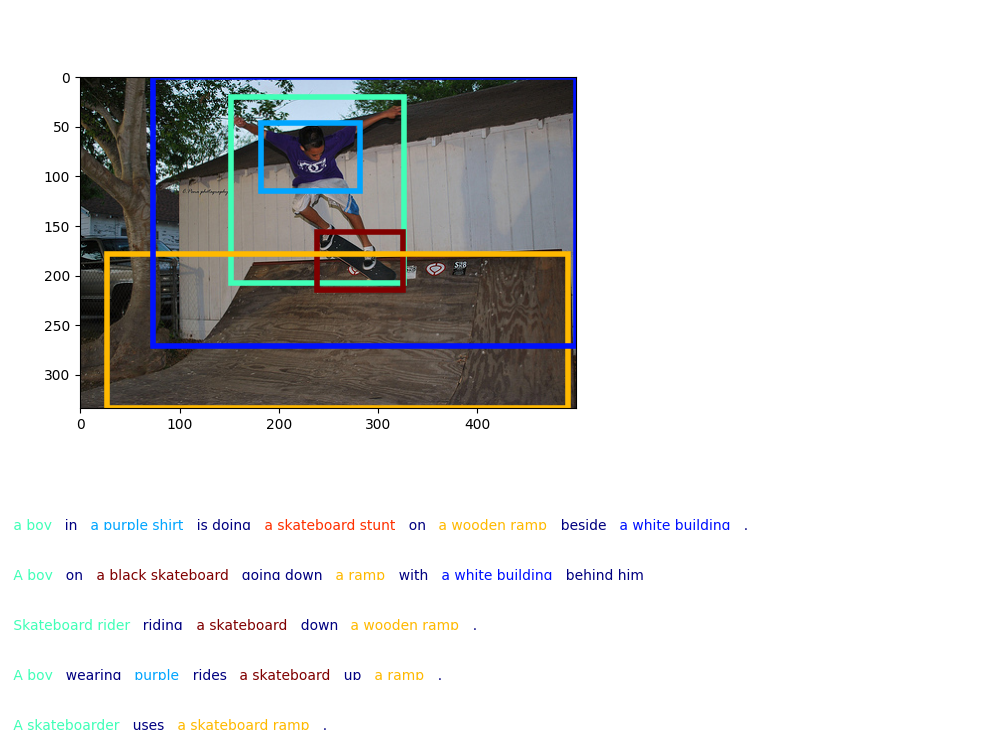 0
50
100
150
200
250
300
0 100 200 300 400
a boy in a purple shirt is doing a skateboard stunt on a wooden ramp beside a white building .
A boy on a black skateboard going down a ramp with a white building behind him
Skateboard rider riding a skateboard down a wooden ramp .
A boy wearing purple rides a skateboard up a ramp .
A skateboarder uses a skateboard ramp .